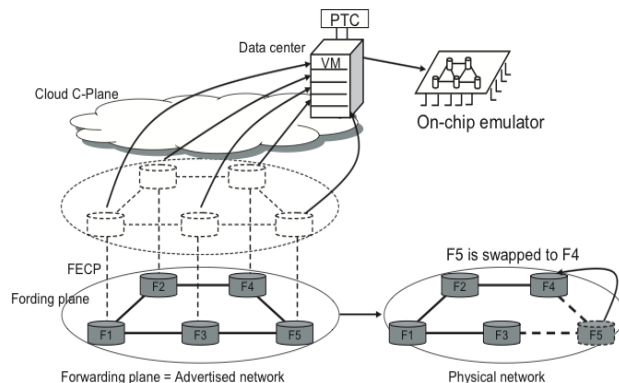 PTC
Data center
VM
Cloud C-Plane
On-chip emulator
FECP
F5 is swapped to F4
Fording plane
F2
F4
F1
F3
F5
F2
F4
F1
F3
F5
Forwarding plane = Advertised network
Physical network